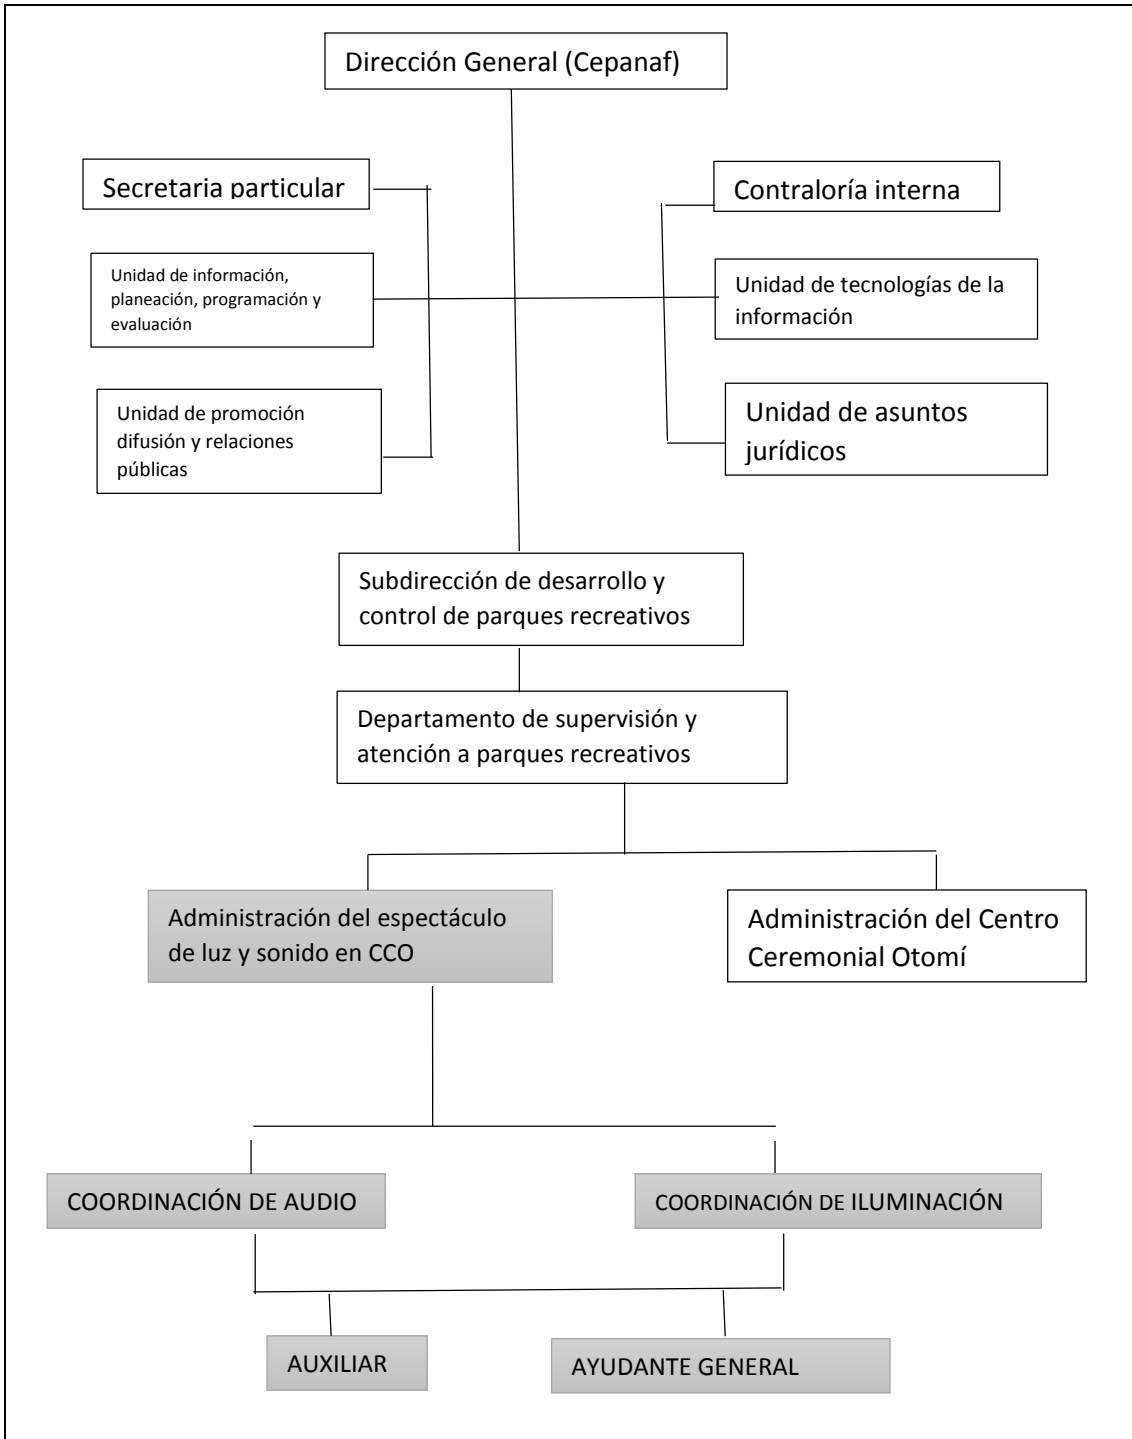 Dirección General (Cepanaf)
Secretaria particular
Contraloría interna
Unidad de información,
planeación, programación y
evaluación
Unidad de tecnologías de la
información
Unidad de promoción
difusión y relaciones
públicas
Unidad de asuntos
jurídicos
Subdirección de desarrollo y
control de parques recreativos
Departamento de supervisión y
atención a parques recreativos
Administración del espectáculo
de luz y sonido en CCO
Administración del Centro
Ceremonial Otomí
COORDINACIÓN DE AUDIO
COORDINACIÓN DE ILUMINACIÓN
AUXILIAR
AYUDANTE GENERAL